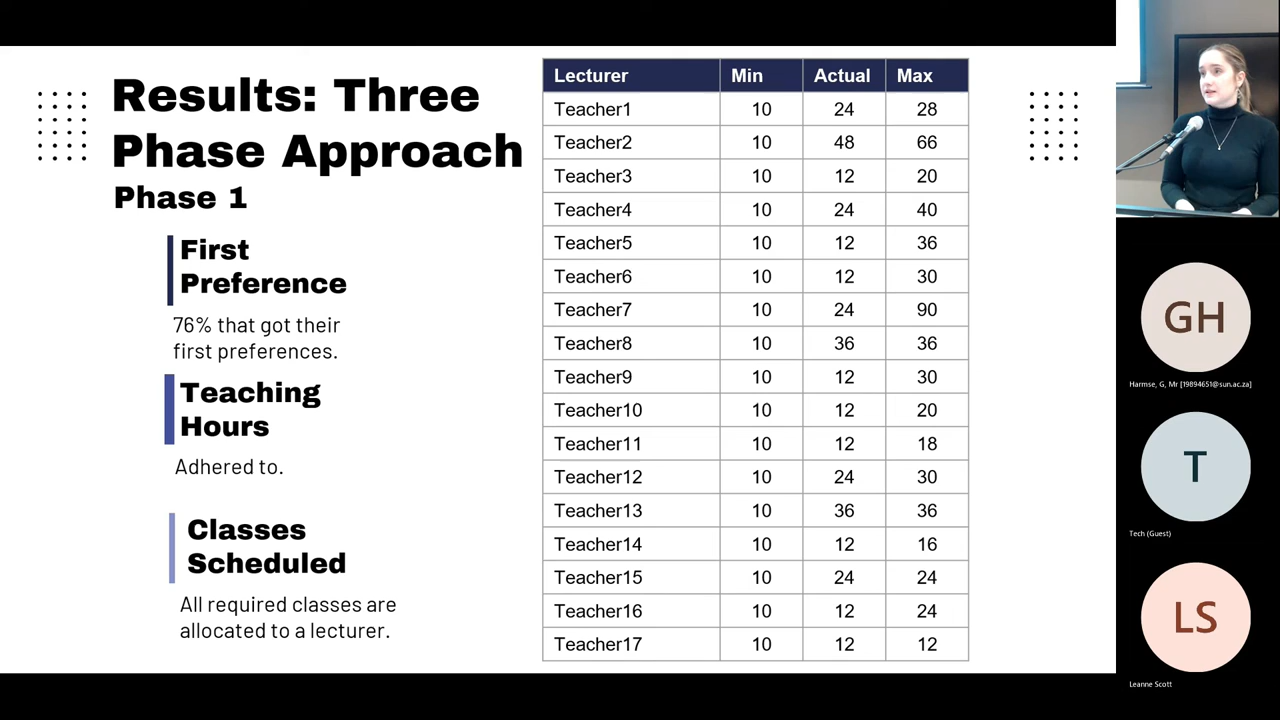 Results: Three
Phase Approach
Phase 1
First
Preference
76% that got their
first preferences.
Teaching
Hours
Adhered to.
Classes
Scheduled
All required classes are
allocated to a lecturer.
Lecturer Min Actual Max
Teacher1 10 24 28
Teacher2 10 48 66
Teacher3 10 12 20
Teacher4 10 24 40
Teacher5 10 12 36
Teacher6 10 12 30
Teacher7 10 24 90
Teacher8 10 36 36
Teacher9 10 12 30
Teacher10 10 12 20
Teacher11 10 12 18
Teacher12 10 24 30
Teacher13 10 36 36
Teacher14 10 12 16
Teacher15 10 24 24
Teacher16 10 12 24
Teacher17 10 12 12
GH
Harmse, G, Mr [19894651@sun.ac.za]
T
Tech (Guest)
LS
Leanne Scott